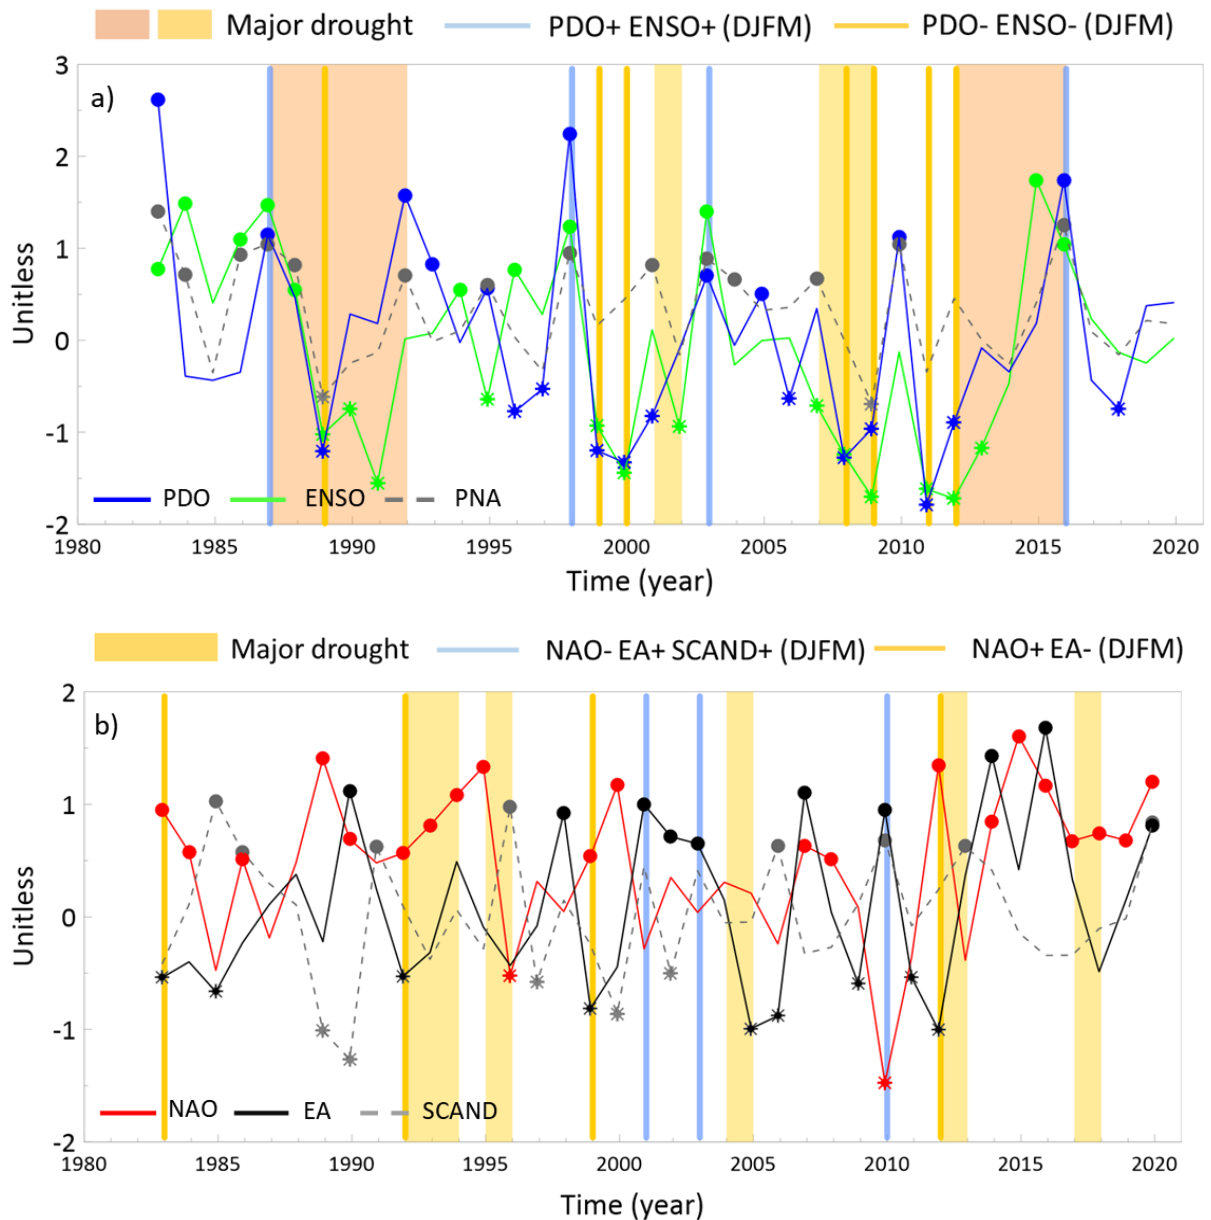 Major drought PDO+ ENSO+ (DJFM) PDO- ENSO- (DJFM)
3
a)
2
1
0
-1
-2
Unitless
PDO ENSO PNA
1980 1985 1990 1995 2000 2005 2010 2015 2020
Time (year)
Major drought NAO- EA+ SCAND+ (DJFM) NAO+ EA- (DJFM)
2
b)
1
0
-1
-2
Unitless
NAO EA SCAND
1980 1985 1990 1995 2000 2005 2010 2015 2020
Time (year)